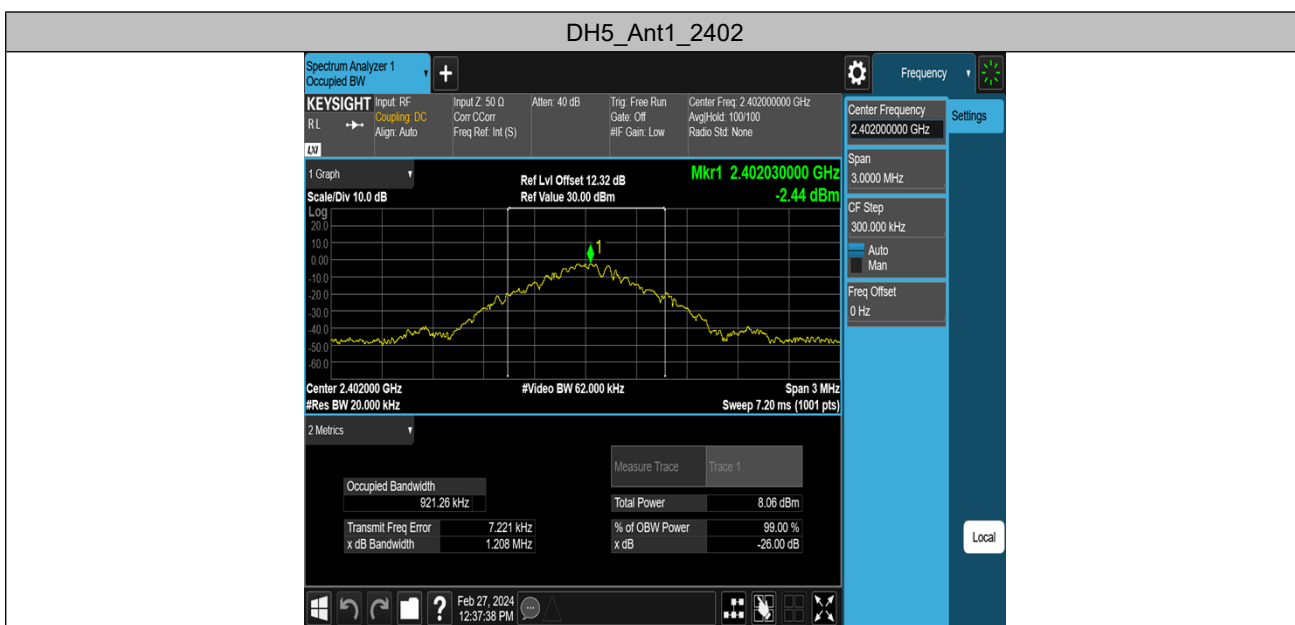 DH5_Ant1_2402
Spectrum Analyzer 1
Occupied BW
+
Frequency
KEYSIGHT
R L
LXI
Input: RF
Coupling: DC
Align: Auto
Input Z: 50 Ω
Corr CCorr
Freq Ref: Int (S)
Atten: 40 dB
Trig: Free Run
Gate: Off
#IF Gain: Low
Center Freq: 2.402000000 GHz
Avg|Hold: 100/100
Radio Std: None
Center Frequency
2.402000000 GHz
Settings
Span
3.0000 MHz
CF Step
300.000 kHz
Auto
Man
Freq Offset
0 Hz
Local
1 Graph
Scale/Div 10.0 dB
Ref Lvl Offset 12.32 dB
Ref Value 30.00 dBm
Mkr1 2.402030000 GHz
-2.44 dBm
Log
20.0
10.0
0.00
-10.0
-20.0
-30.0
-40.0
-50.0
-60.0
1
Center 2.402000 GHz
#Res BW 20.000 kHz
#Video BW 62.000 kHz
Span 3 MHz
Sweep 7.20 ms (1001 pts)
2 Metrics
Measure Trace Trace 1
Occupied Bandwidth
921.26 kHz
Total Power 8.06 dBm
Transmit Freq Error 7.221 kHz
% of OBW Power 99.00 %
x dB Bandwidth 1.208 MHz
x dB -26.00 dB
?
Feb 27, 2024
12:37:38 PM